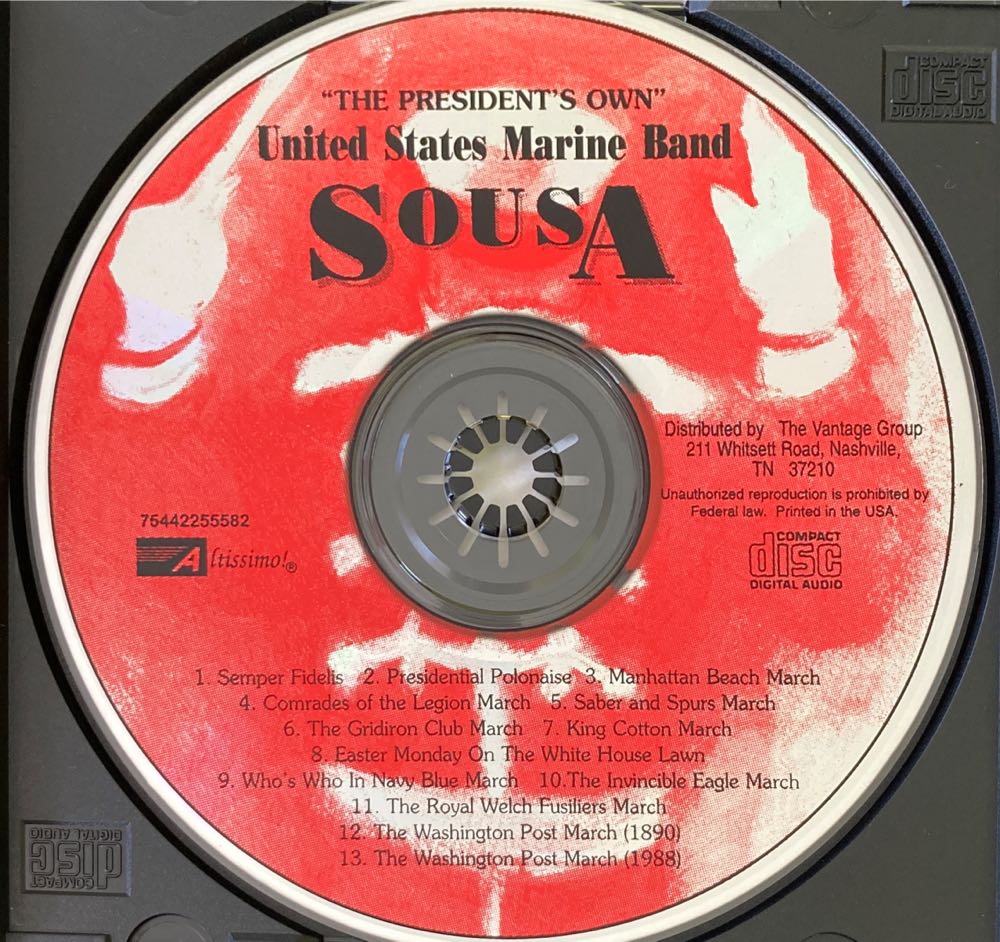 COMPACT
disc
DIGITAL AUDIO
"THE PRESIDENT'S OWN"
United States Marine Band
SOUSA
Distributed by The Vantage Group
211 Whitsett Road, Nashville,
TN 37210
Unauthorized reproduction is prohibited by
Federal law. Printed in the USA.
COMPACT
disc
DIGITAL AUDIO
75442255582
Altissimo!®
1. Semper Fidelis 2. Presidential Polonaise 3. Manhattan Beach March
4. Comrades of the Legion March 5. Saber and Spurs March
6. The Gridiron Club March 7. King Cotton March
8. Easter Monday On The White House Lawn
9. Who's Who In Navy Blue March 10.The Invincible Eagle March
11. The Royal Welch Fusiliers March
12. The Washington Post March (1890)
13. The Washington Post March (1988)
COMPACT
disc
DIGITAL AUDIO